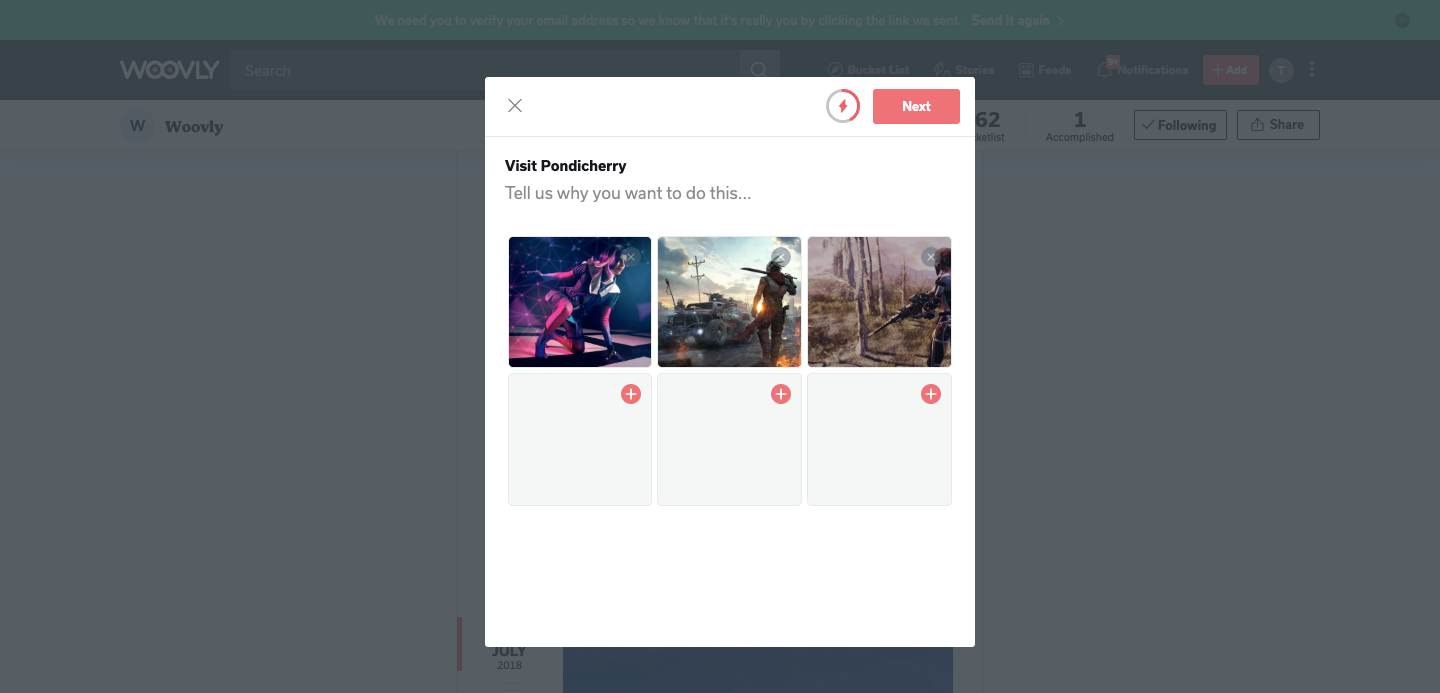 We need you to verify your email address so we know that it's really you by clicking the link we sent. Send it again
WOOVLY
Search
Bucket List
Stories
Feeds
9+
Notifications
Add
T
W
Woovly
62
ketlist
1
Accomplished
Following
Share
Next
Visit Pondicherry
Tell us why you want to do this...
JULY
2018